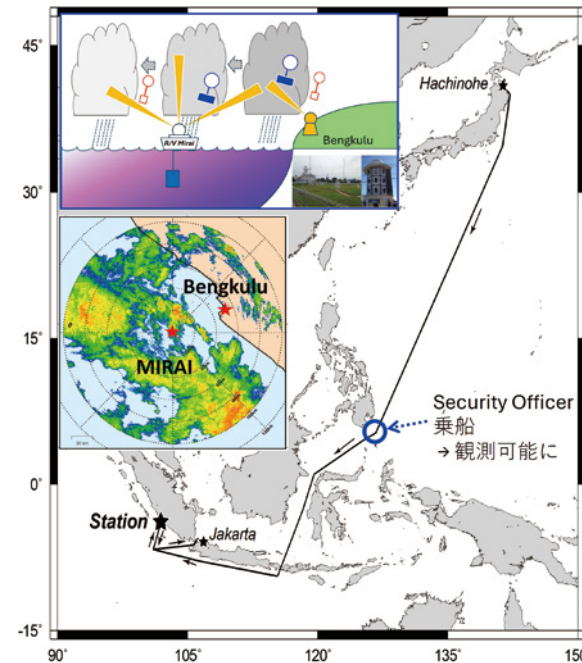 45°
30°
15°
0°
-15°
90°
105°
120°
135°
150
R/V Mirai
Bengkulu
Bengkulu
MIRAI
Hachinohe
Security Officer
乗船
→ 観測可能に
Station
Jakarta